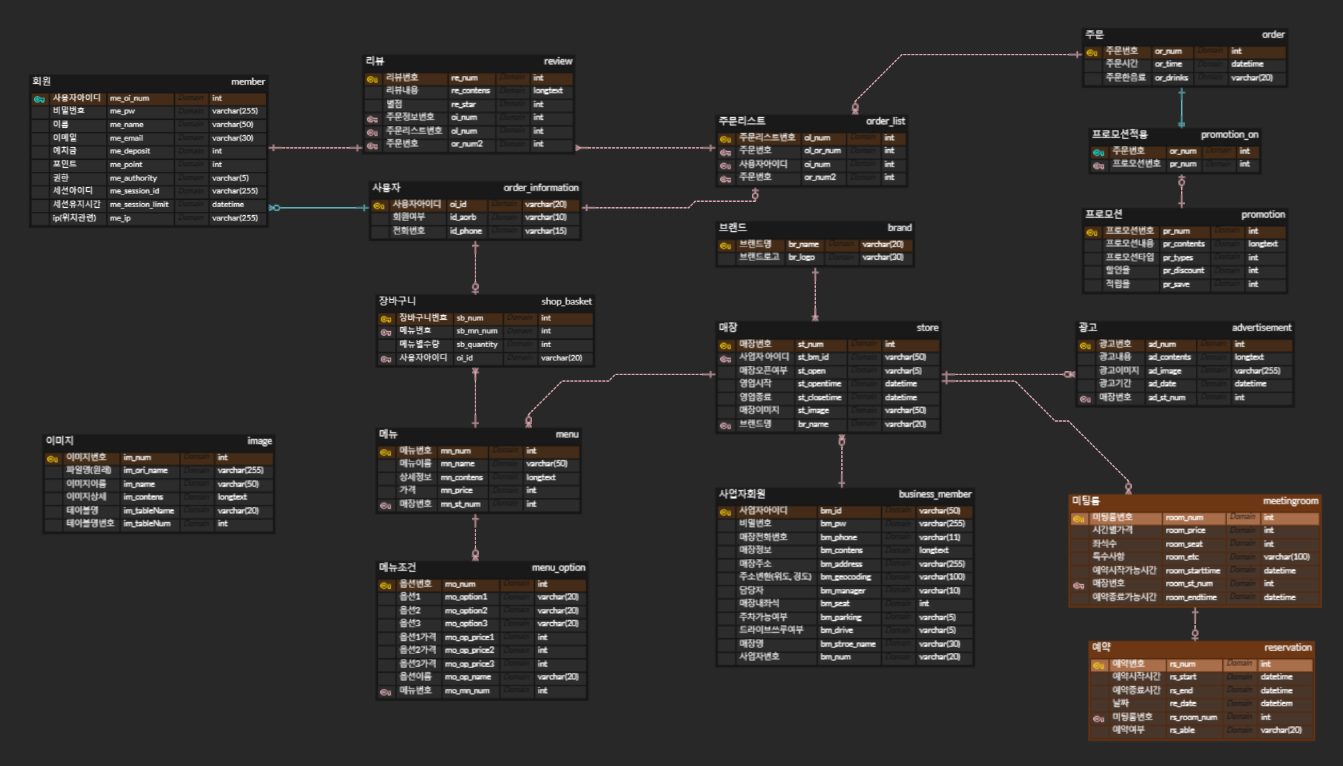 회원 member
사용자아이디 me_oi_num Domain int
비밀번호 me_pw Domain varchar(255)
이름 me_name Domain varchar(50)
이메일 me_email Domain varchar(30)
예치금 me_deposit Domain int
포인트 me_point Domain int
권한 me_authority Domain varchar(5)
세션아이디 me_session_id Domain varchar(255)
세션유지시간 me_session_limit Domain datetime
ip(위치관련) me_ip Domain varchar(255)
리뷰 review
리뷰번호 re_num Domain int
리뷰내용 re_contens Domain longtext
별점 re_star Domain int
주문정보번호 oi_num Domain int
주문리스트번호 ol_num Domain int
주문번호 or_num2 Domain int
사용자 order_information
사용자아이디 oi_id Domain varchar(20)
회원여부 id_aorb Domain varchar(10)
전화번호 id_phone Domain varchar(15)
장바구니 shop_basket
장바구니번호 sb_num Domain int
메뉴번호 sb_mn_num Domain int
메뉴별수량 sb_quantity Domain int
사용자아이디 oi_id Domain varchar(20)
메뉴 menu
메뉴번호 mn_num Domain int
메뉴이름 mn_name Domain varchar(50)
상세정보 mn_contens Domain longtext
가격 mn_price Domain int
매장번호 mn_st_num Domain int
메뉴조건 menu_option
옵션번호 mo_num Domain int
옵션1 mo_option1 Domain varchar(20)
옵션2 mo_option2 Domain varchar(20)
옵션3 mo_option3 Domain varchar(20)
옵션1가격 mo_op_price1 Domain int
옵션2가격 mo_op_price2 Domain int
옵션3가격 mo_op_price3 Domain int
옵션이름 mo_op_name Domain varchar(20)
메뉴번호 mo_mn_num Domain int
이미지 image
이미지번호 im_num Domain int
파일명(원래) im_ori_name Domain varchar(255)
이미지이름 im_name Domain varchar(50)
이미지상세 im_contens Domain longtext
테이블명 im_tableName Domain varchar(20)
테이블명번호 im_tableNum Domain int
주문리스트 order_list
주문리스트번호 ol_num Domain int
주문번호 ol_or_num Domain int
사용자아이디 oi_num Domain int
주문번호 or_num2 Domain int
브랜드 brand
브랜드명 br_name Domain varchar(20)
브랜드로고 br_logo Domain varchar(30)
매장 store
매장번호 st_num Domain int
사업자 아이디 st_bm_id Domain varchar(50)
매장오픈여부 st_open Domain varchar(5)
영업시작 st_opentime Domain datetime
영업종료 st_closetime Domain datetime
매장이미지 st_image Domain varchar(50)
브랜드명 br_name Domain varchar(20)
사업자회원 business_member
사업자아이디 bm_id Domain varchar(50)
비밀번호 bm_pw Domain varchar(255)
매장전화번호 bm_phone Domain varchar(11)
매장정보 bm_contens Domain longtext
매장주소 bm_address Domain varchar(255)
주소변환(위도, 경도) bm_geocoding Domain varchar(100)
담당자 bm_manager Domain varchar(10)
매장내좌석 bm_seat Domain int
주차가능여부 bm_parking Domain varchar(5)
드라이브쓰루여부 bm_drive Domain varchar(5)
매장명 bm_stroe_name Domain varchar(30)
사업자번호 bm_num Domain varchar(20)
주문 order
주문번호 or_num Domain int
주문시간 or_time Domain datetime
주문한음료 or_drinks Domain varchar(20)
프로모션적용 promotion_on
주문번호 or_num Domain int
프로모션번호 pr_num Domain int
프로모션 promotion
프로모션번호 pr_num Domain int
프로모션내용 pr_contents Domain longtext
프로모션타입 pr_types Domain int
할인율 pr_discount Domain int
적립율 pr_save Domain int
광고 advertisement
광고번호 ad_num Domain int
광고내용 ad_contents Domain longtext
광고이미지 ad_image Domain varchar(255)
광고기간 ad_date Domain datetime
매장번호 ad_st_num Domain int
미팅룸 meetingroom
미팅룸번호 room_num Domain int
시간별가격 room_price Domain int
좌석수 room_seat Domain int
특수사항 room_etc Domain varchar(100)
예약시작가능시간 room_starttime Domain datetime
매장번호 room_st_num Domain int
예약종료가능시간 room_endtime Domain datetime
예약 reservation
예약번호 rs_num Domain int
예약시작시간 rs_start Domain datetime
예약종료시간 rs_end Domain datetime
날짜 re_date Domain datetiem
미팅룸번호 rs_room_num Domain int
예약여부 rs_able Domain varchar(20)